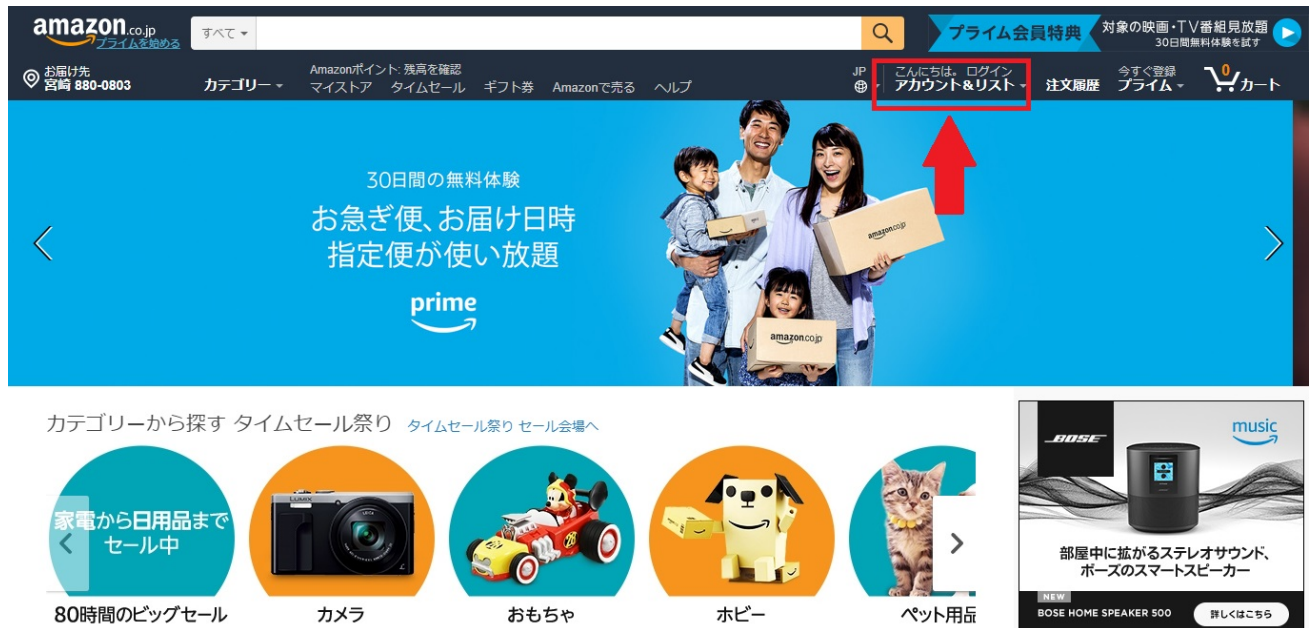 amazon.co.jp
プライムを始める
すべて
プライム会員特典
対象の映画・TV番組見放題
30日間無料体験を試す
お届け先
宮崎 880-0803
カテゴリー
Amazonポイント: 残高を確認
マイストア タイムセール ギフト券 Amazonで売る ヘルプ
JP
こんにちは。ログイン
アカウント&リスト
注文履歴
今すぐ登録
プライム
0
カート
30日間の無料体験
お急ぎ便、お届け日時
指定便が使い放題
prime
amazon.co.jp
amazon.co.jp
カテゴリーから探す タイムセール祭り タイムセール祭り セール会場へ
家電から日用品まで
セール中
LUMIX
LEICA
28
80時間のビッグセール
カメラ
おもちゃ
ホビー
ペット用品
BOSE
music
部屋中に拡がるステレオサウンド、
ボーズのスマートスピーカー
NEW
BOSE HOME SPEAKER 500
詳しくはこちら